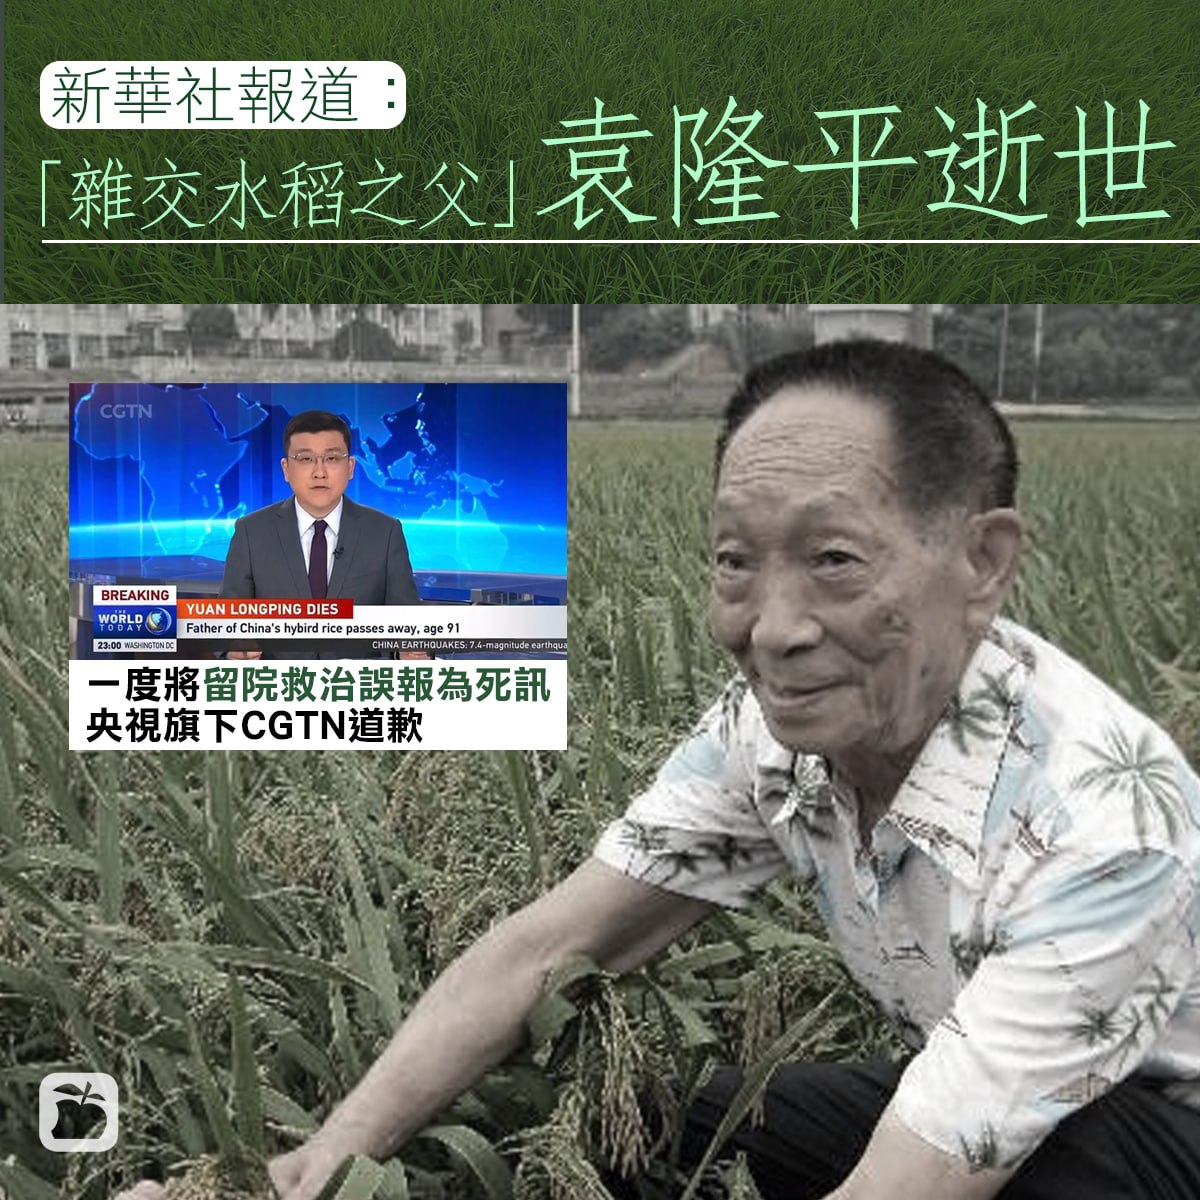 新華社報道：
「雜交水稻之父」袁隆平逝世
CGTN
BREAKING
THE WORLD TODAY
YUAN LONGPING DIES
Father of China's hybird rice passes away, age 91
23:00 WASHINGTON DC
CHINA EARTHQUAKES: 7.4-magnitude earthqua
一度將留院救治誤報為死訊
央視旗下CGTN道歉